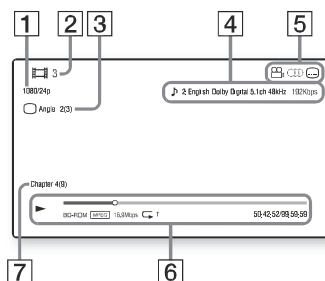 1 2 3 4 5
3
1080/24p
Angle 2(3)
2: English Dolby Digital 5.1ch 48kHz 192Kbps
Chapter 4(9)
BD-ROM MPEG 16,9Mbps T
50:42:52/99:59:59
7 6